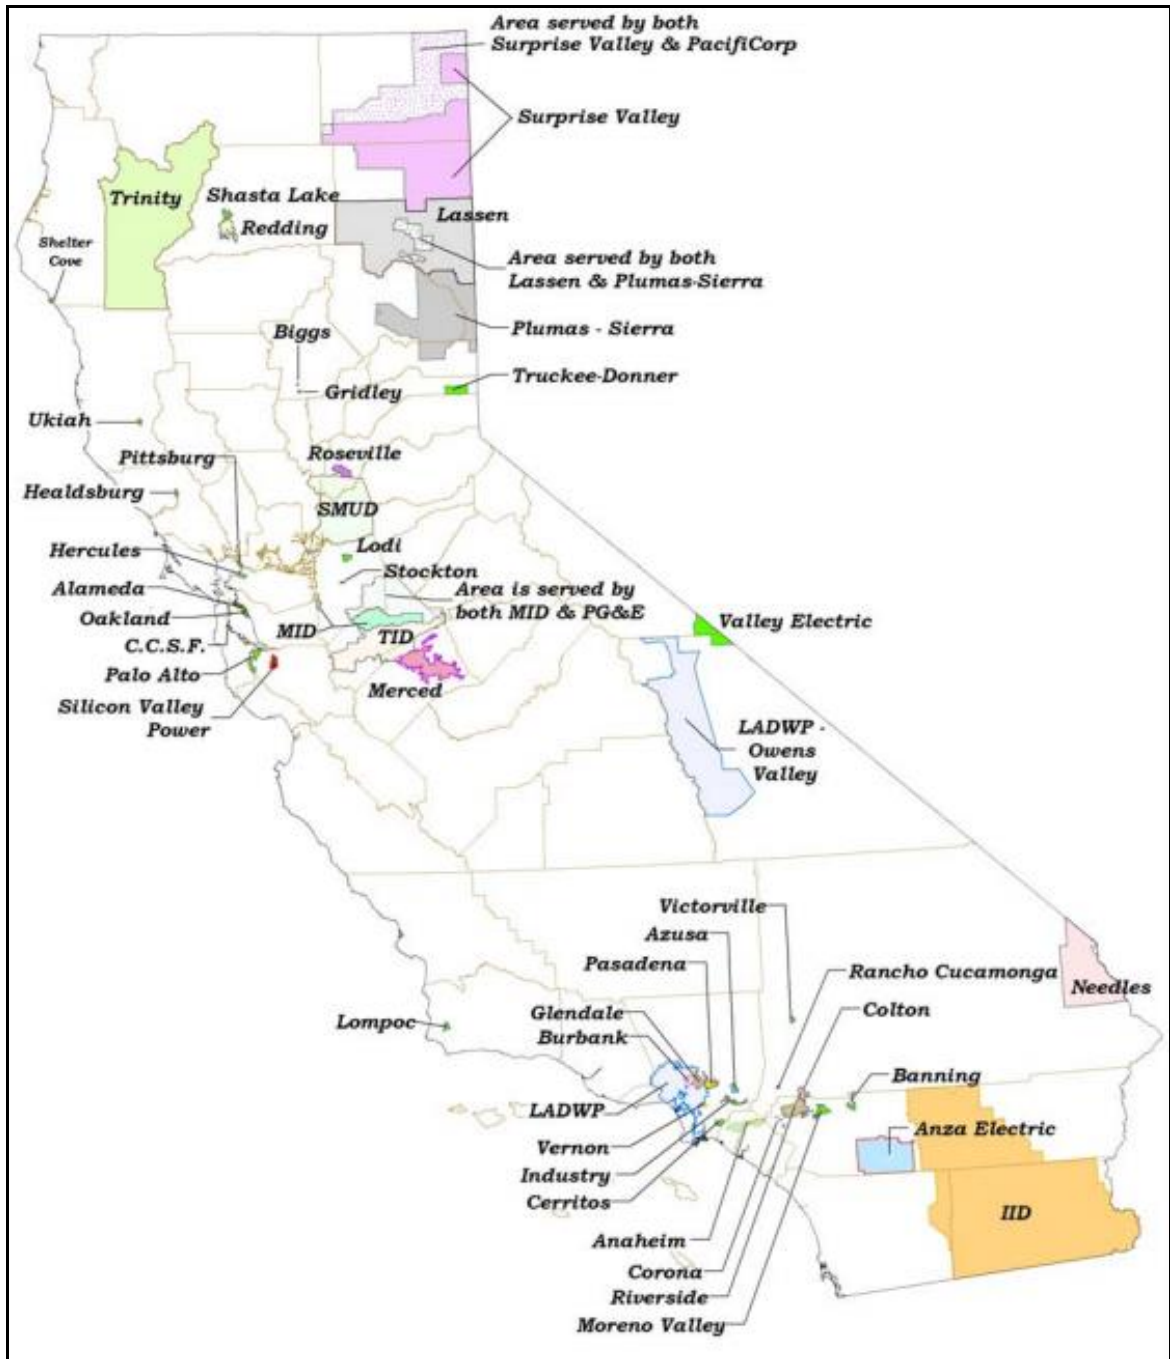 Area served by both
Surprise Valley & PacifiCorp
Surprise Valley
Trinity
Shasta Lake
Redding
Lassen
Shelter
Cove
Area served by both
Lassen & Plumas-Sierra
Plumas - Sierra
Biggs
Gridley
Truckee-Donner
Ukiah
Pittsburg
Roseville
Healdsburg
SMUD
Hercules
Lodi
Stockton
Alameda
Area is served by
both MID & PG&E
Oakland
MID
TID
Valley Electric
C.C.S.F.
Palo Alto
Merced
Silicon Valley
Power
LADWP -
Owens
Valley
Victorville
Azusa
Pasadena
Rancho Cucamonga
Needles
Glendale
Colton
Lompoc
Burbank
Banning
LADWP
Anza Electric
Vernon
Industry
Cerritos
IID
Anaheim
Corona
Riverside
Moreno Valley